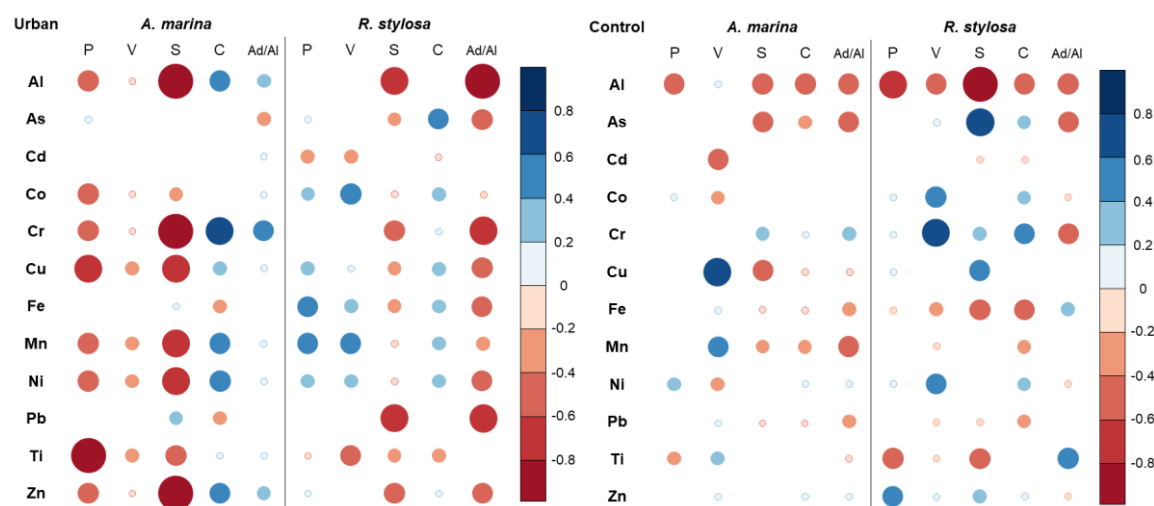 Urban A. marina R. stylosa
P V S C Ad/Al P V S C Ad/Al
Al
As
Cd
Co
Cr
Cu
Fe
Mn
Ni
Pb
Ti
Zn
0.8
0.6
0.4
0.2
0
-0.2
-0.4
-0.6
-0.8
Control A. marina R. stylosa
P V S C Ad/Al P V S C Ad/Al
Al
As
Cd
Co
Cr
Cu
Fe
Mn
Ni
Pb
Ti
Zn
0.8
0.6
0.4
0.2
0
-0.2
-0.4
-0.6
-0.8